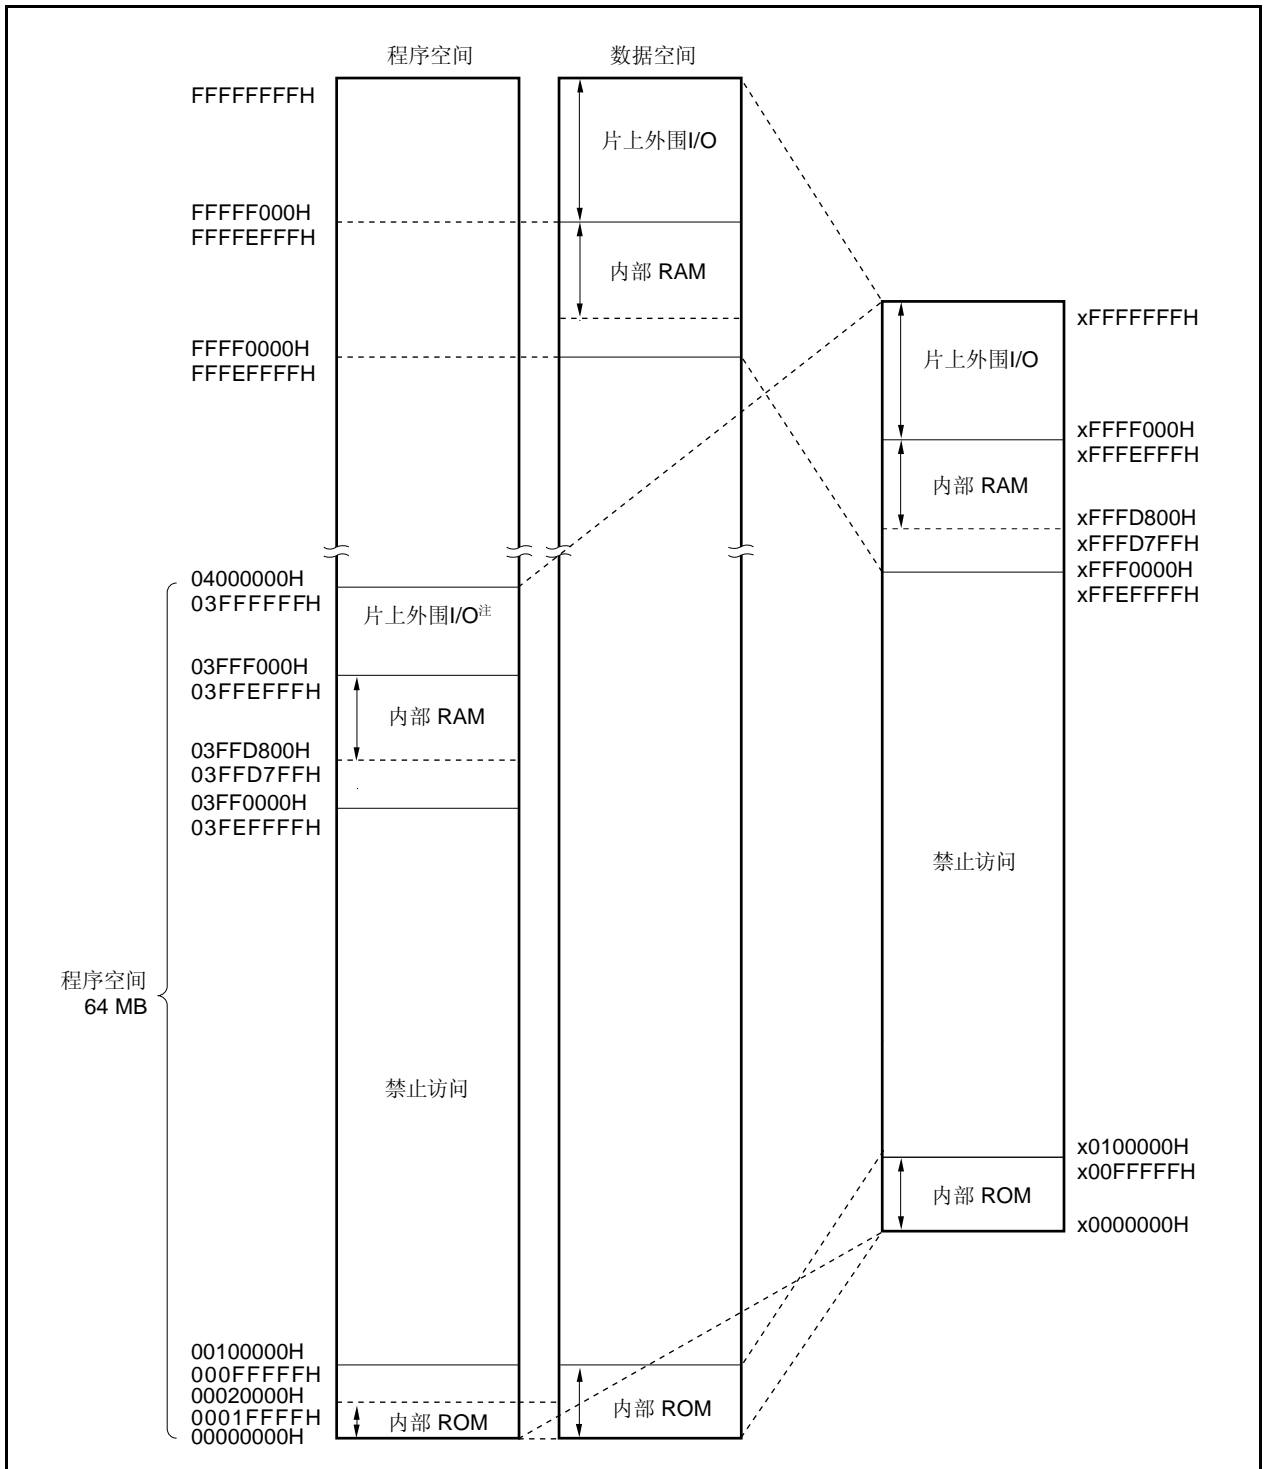 程序空间
数据空间
FFFFFFFFH
片上外围I/O
FFFFF000H
FFFFEFFFH
内部 RAM
FFFF0000H
FFFEFFFFH
xFFFFFFFH
片上外围I/O
xFFFF000H
xFFFEFFFH
内部 RAM
xFFFD800H
xFFFD7FFH
xFFF0000H
xFFEFFFFH
04000000H
03FFFFFFH
片上外围I/O注
03FFF000H
03FFEFFFH
内部 RAM
03FFD800H
03FFD7FFH
03FF0000H
03FEFFFFH
禁止访问
程序空间
64 MB
禁止访问
x0100000H
x00FFFFFH
内部 ROM
x0000000H
00100000H
000FFFFFH
00020000H
0001FFFFH
00000000H
内部 ROM
内部 ROM